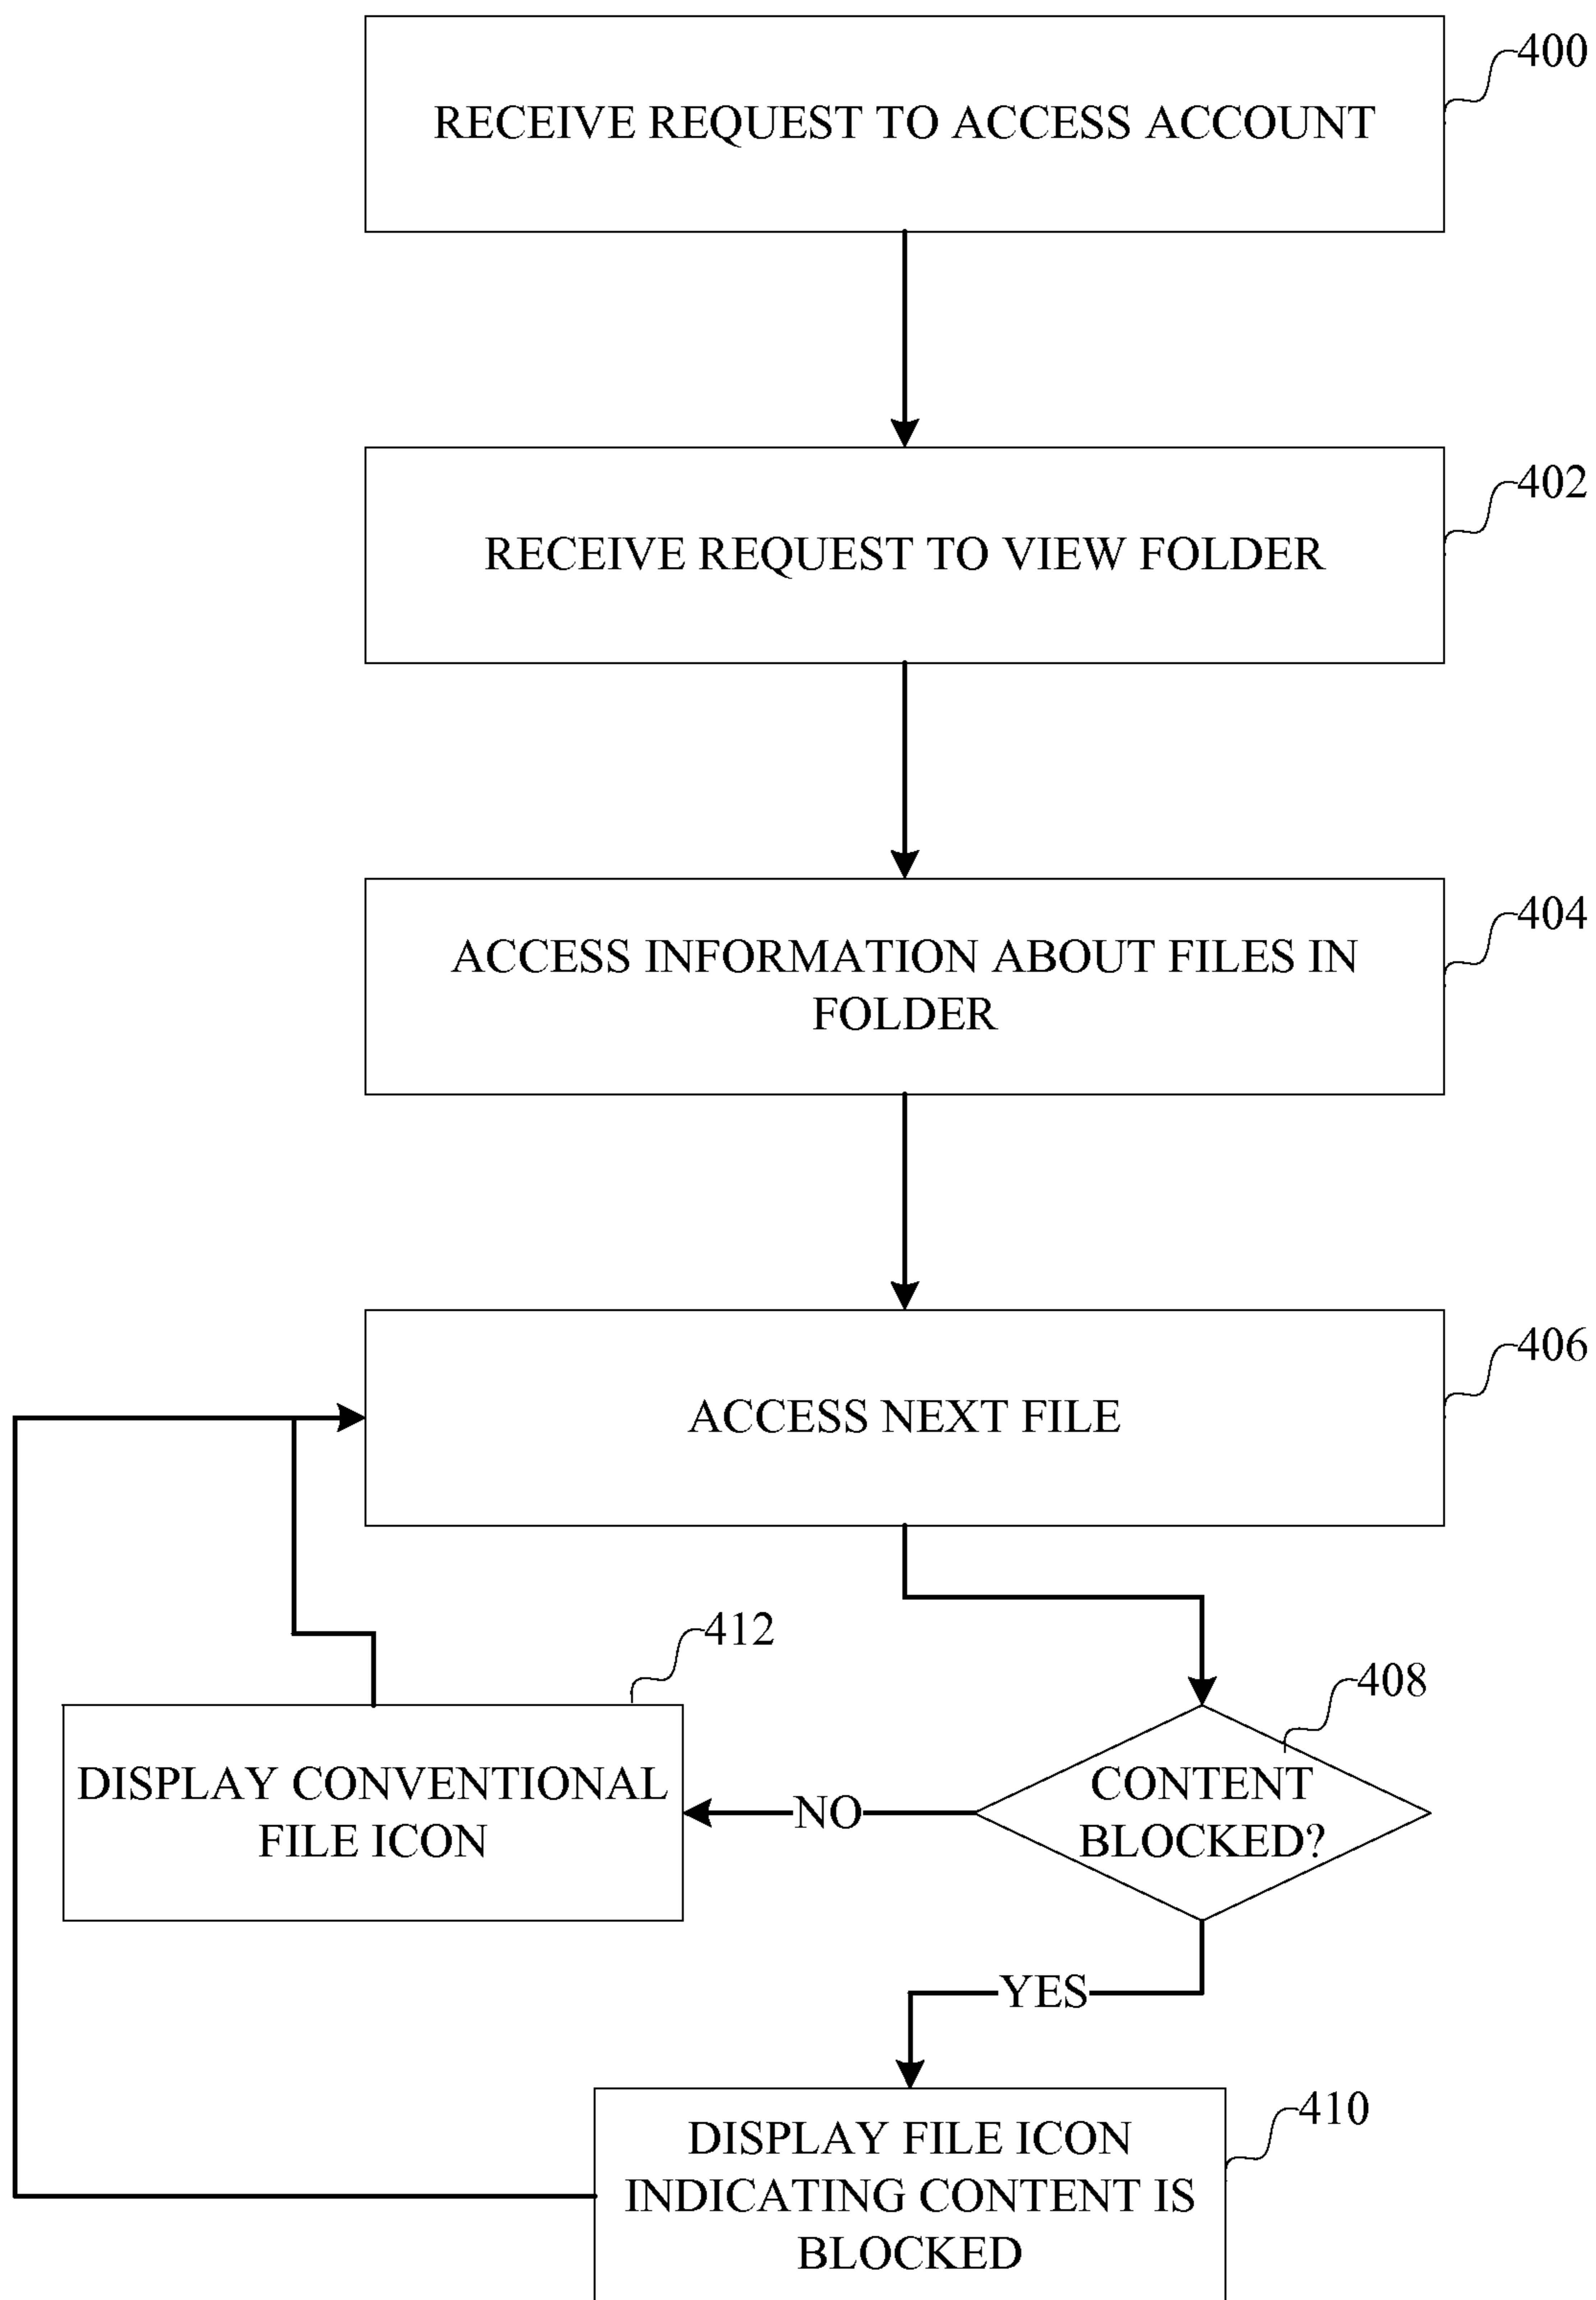 400
RECEIVE REQUEST TO ACCESS ACCOUNT
402
RECEIVE REQUEST TO VIEW FOLDER
404
ACCESS INFORMATION ABOUT FILES IN
FOLDER
406
ACCESS NEXT FILE
412
408
DISPLAY CONVENTIONAL
FILE ICON
NO
CONTENT
BLOCKED?
YES
410
DISPLAY FILE ICON
INDICATING CONTENT IS
BLOCKED